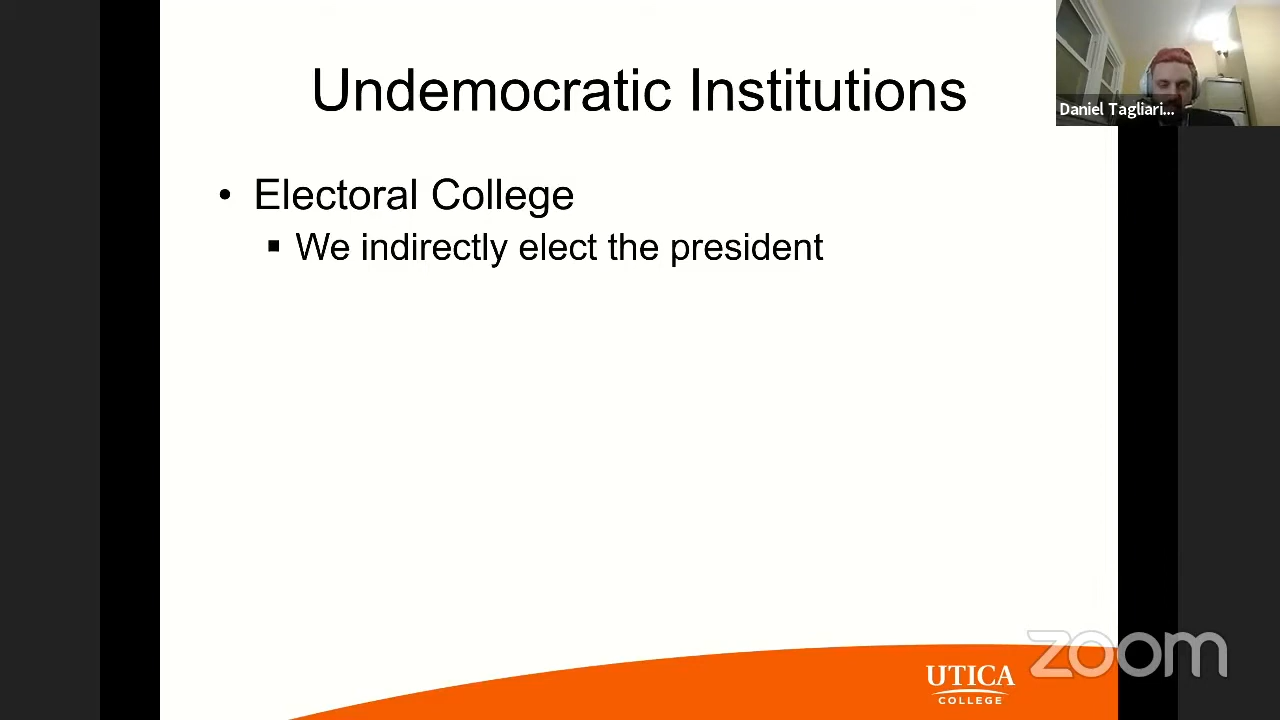 Undemocratic Institutions
Daniel Tagliari...
• Electoral College
▪ We indirectly elect the president
zoom
UTICA
COLLEGE